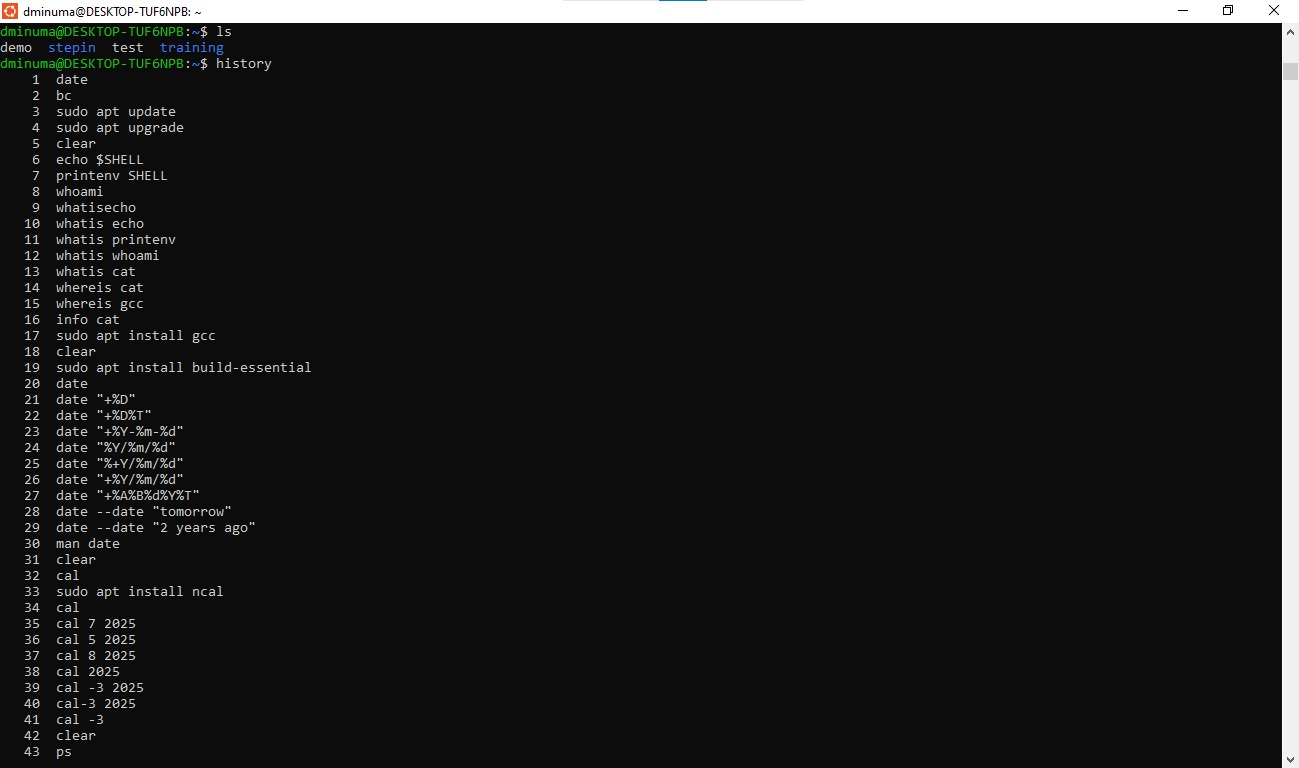 dminuma@DESKTOP-TUF6NPB: ~
dminuma@DESKTOP-TUF6NPB:~$ ls
demo  stepin  test  training
dminuma@DESKTOP-TUF6NPB:~$ history
    1  date
    2  bc
    3  sudo apt update
    4  sudo apt upgrade
    5  clear
    6  echo $SHELL
    7  printenv SHELL
    8  whoami
    9  whatisecho
   10  whatis echo
   11  whatis printenv
   12  whatis whoami
   13  whatis cat
   14  whereis cat
   15  whereis gcc
   16  info cat
   17  sudo apt install gcc
   18  clear
   19  sudo apt install build-essential
   20  date
   21  date "+%D"
   22  date "+%D%T"
   23  date "+%Y-%m-%d"
   24  date "%Y/%m/%d"
   25  date "%+Y/%m/%d"
   26  date "+%Y/%m/%d"
   27  date "+%A%B%d%Y%T"
   28  date --date "tomorrow"
   29  date --date "2 years ago"
   30  man date
   31  clear
   32  cal
   33  sudo apt install ncal
   34  cal
   35  cal 7 2025
   36  cal 5 2025
   37  cal 8 2025
   38  cal 2025
   39  cal -3 2025
   40  cal-3 2025
   41  cal -3
   42  clear
   43  ps